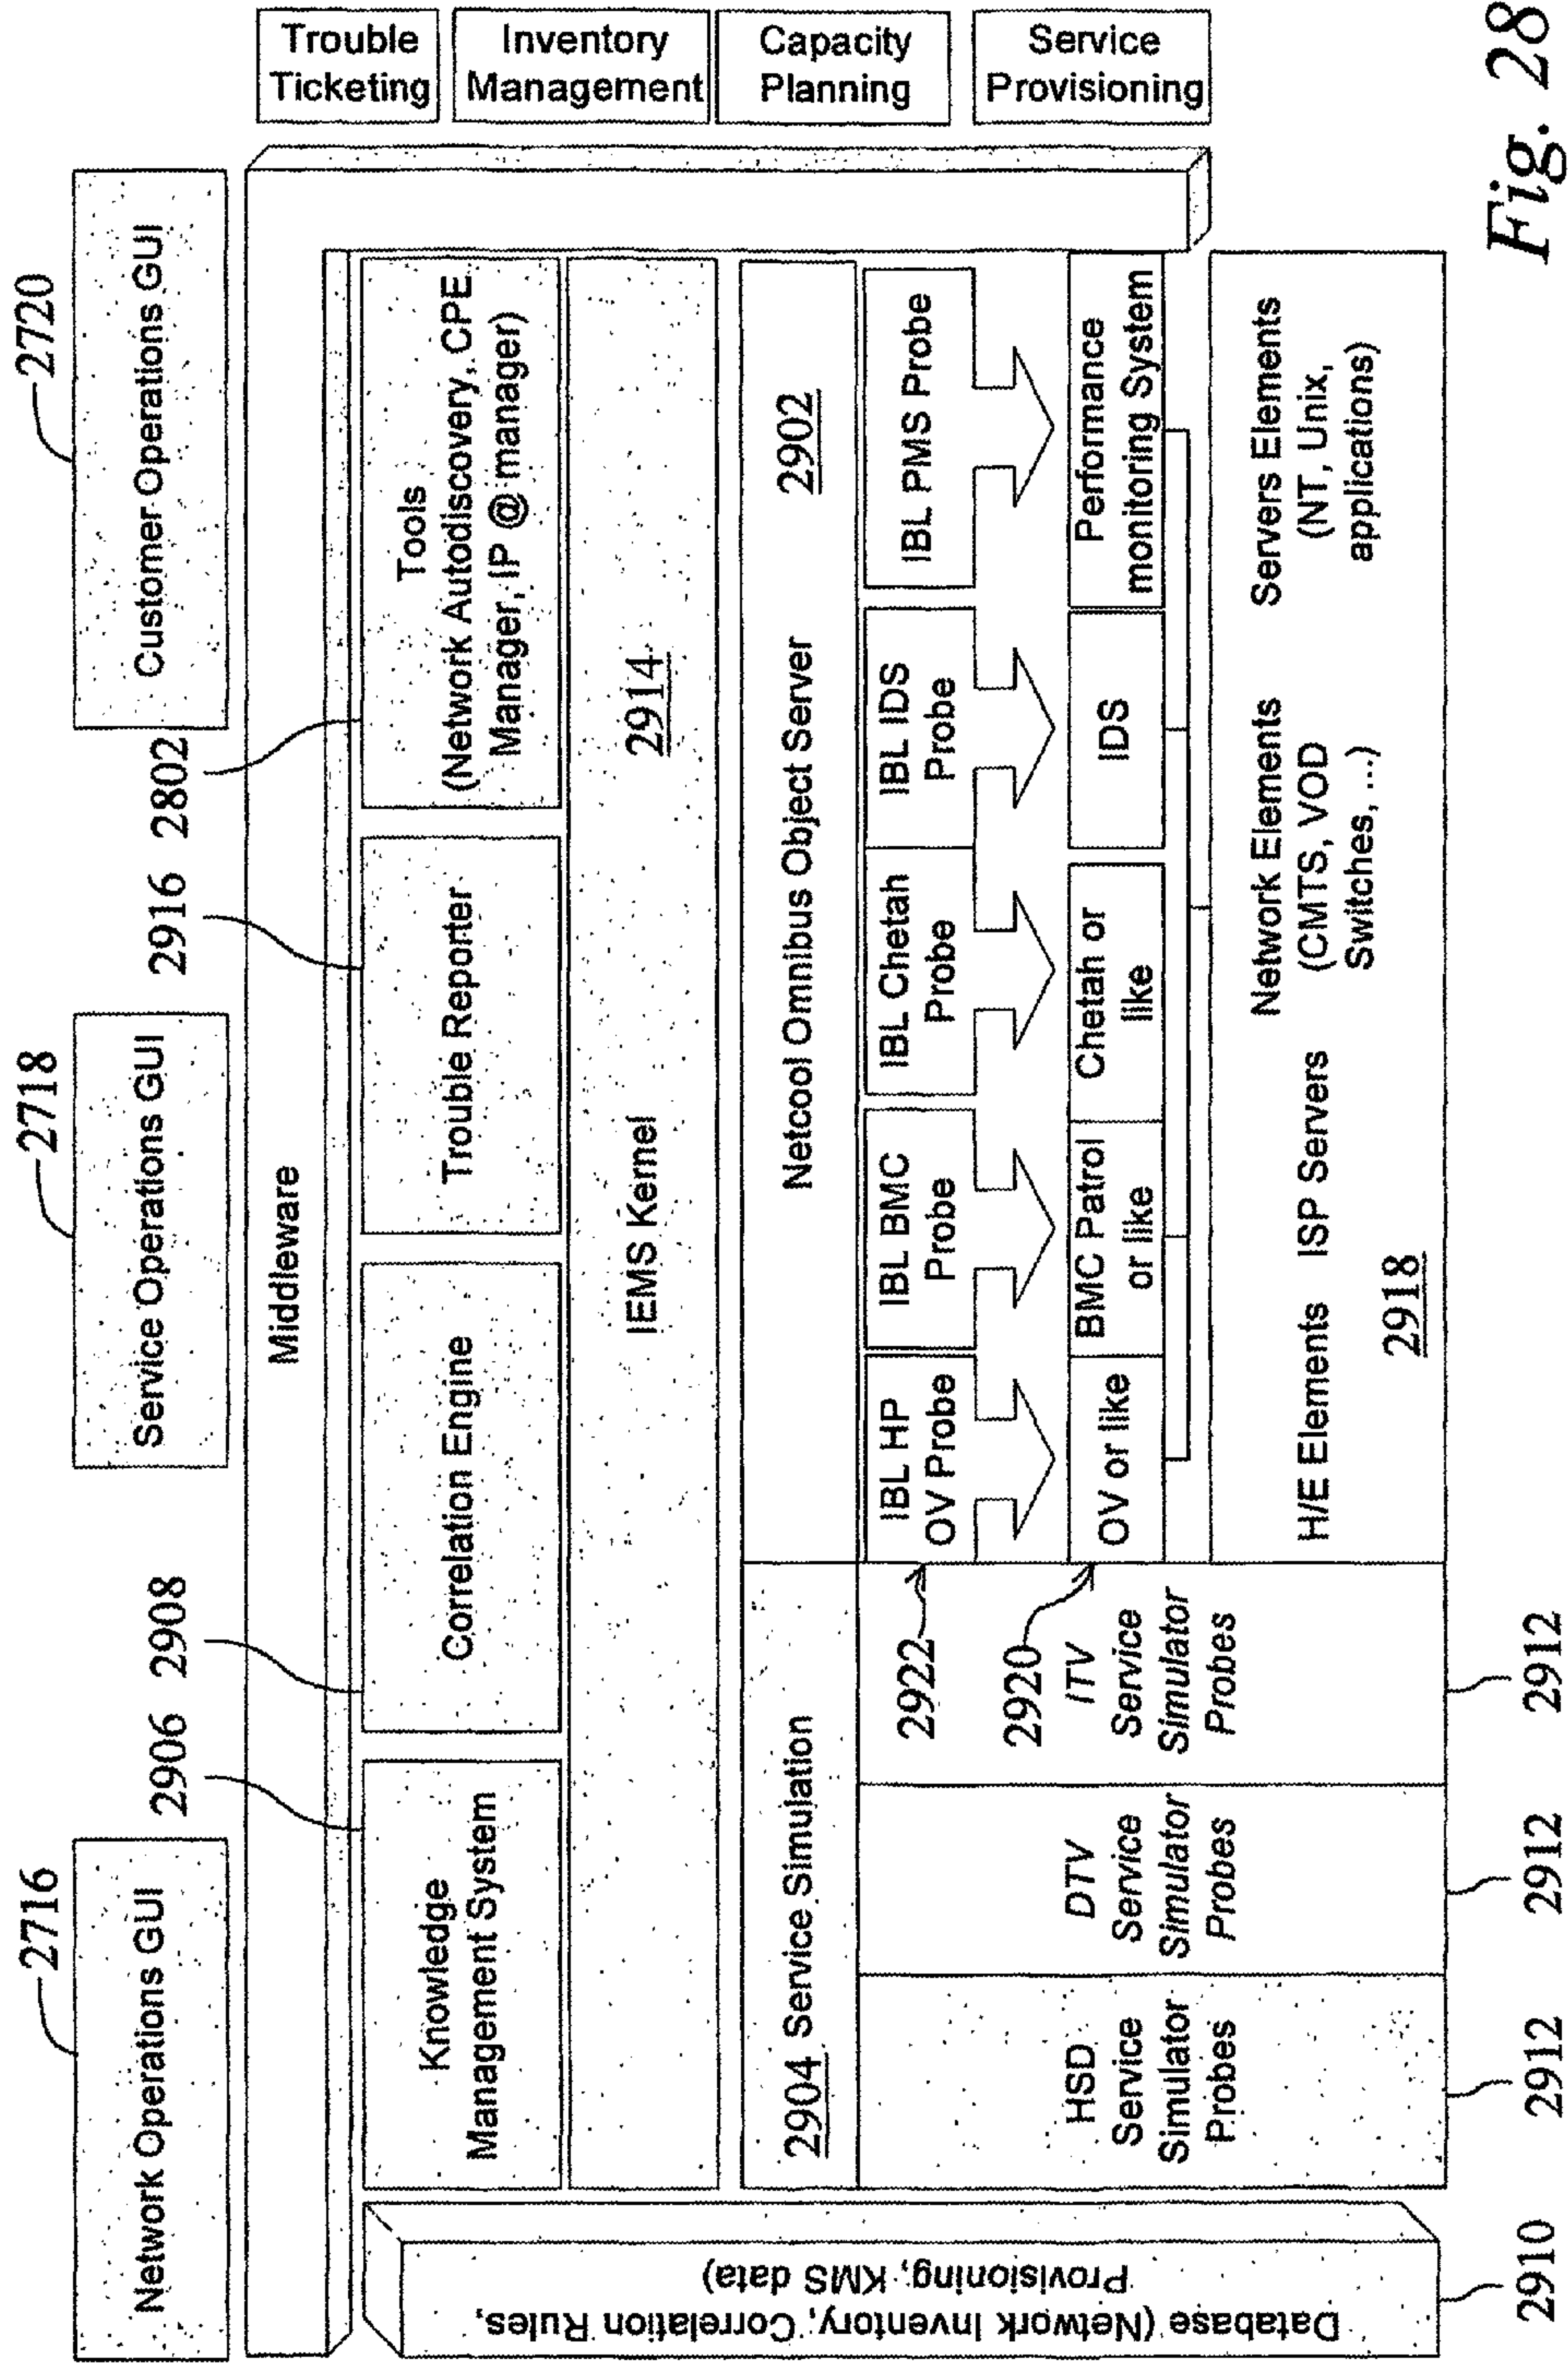 2716
2718
2720
Network Operations GUI
Service Operations GUI
Customer Operations GUI
2906
2908
2916
2802
Middleware
Trouble
Ticketing
Inventory
Management
Capacity
Planning
Service
Provisioning
Knowledge
Management System
Correlation Engine
Trouble Reporter
Tools
(Network Autodiscovery, CPE
Manager, IP @ manager)
IEMS Kernel
2914
2904 Service Simulation
Netcool Omnibus Object Server
2902
IBL HP
OV Probe
IBL BMC
Probe
IBL Chetah
Probe
IBL IDS
Probe
IBL PMS Probe
2922
2920
OV or like
BMC Patrol
or like
Chetah or
like
IDS
Performance
monitoring System
HSD
Service
Simulator
Probes
DTV
Service
Simulator
Probes
ITV
Service
Simulator
Probes
H/E Elements
ISP Servers
Network Elements
(CMTS, VOD
Switches, ...)
Servers Elements
(NT, Unix,
applications)
2918
Database (Network Inventory, Correlation Rules,
Provisioning, KMS data)
2910
2912
2912
2912
Fig. 28